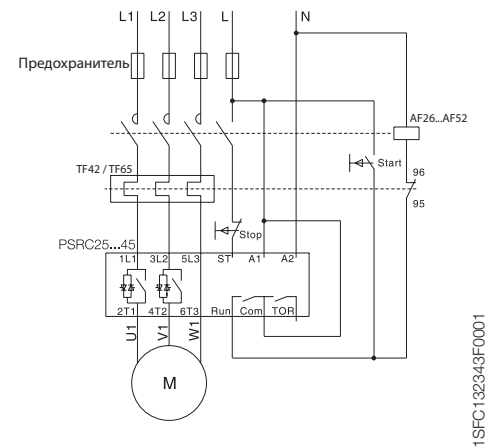 L1 L2 L3 L N
Предохранитель
AF26...AF52
TF42 / TF65
Start
96
95
Stop
PSRC25...45
1L1 3L2 5L3 ST A1 A2
2T1 4T2 6T3 Run Com TOR
U1 V1 W1
M
1SFC132343F0001